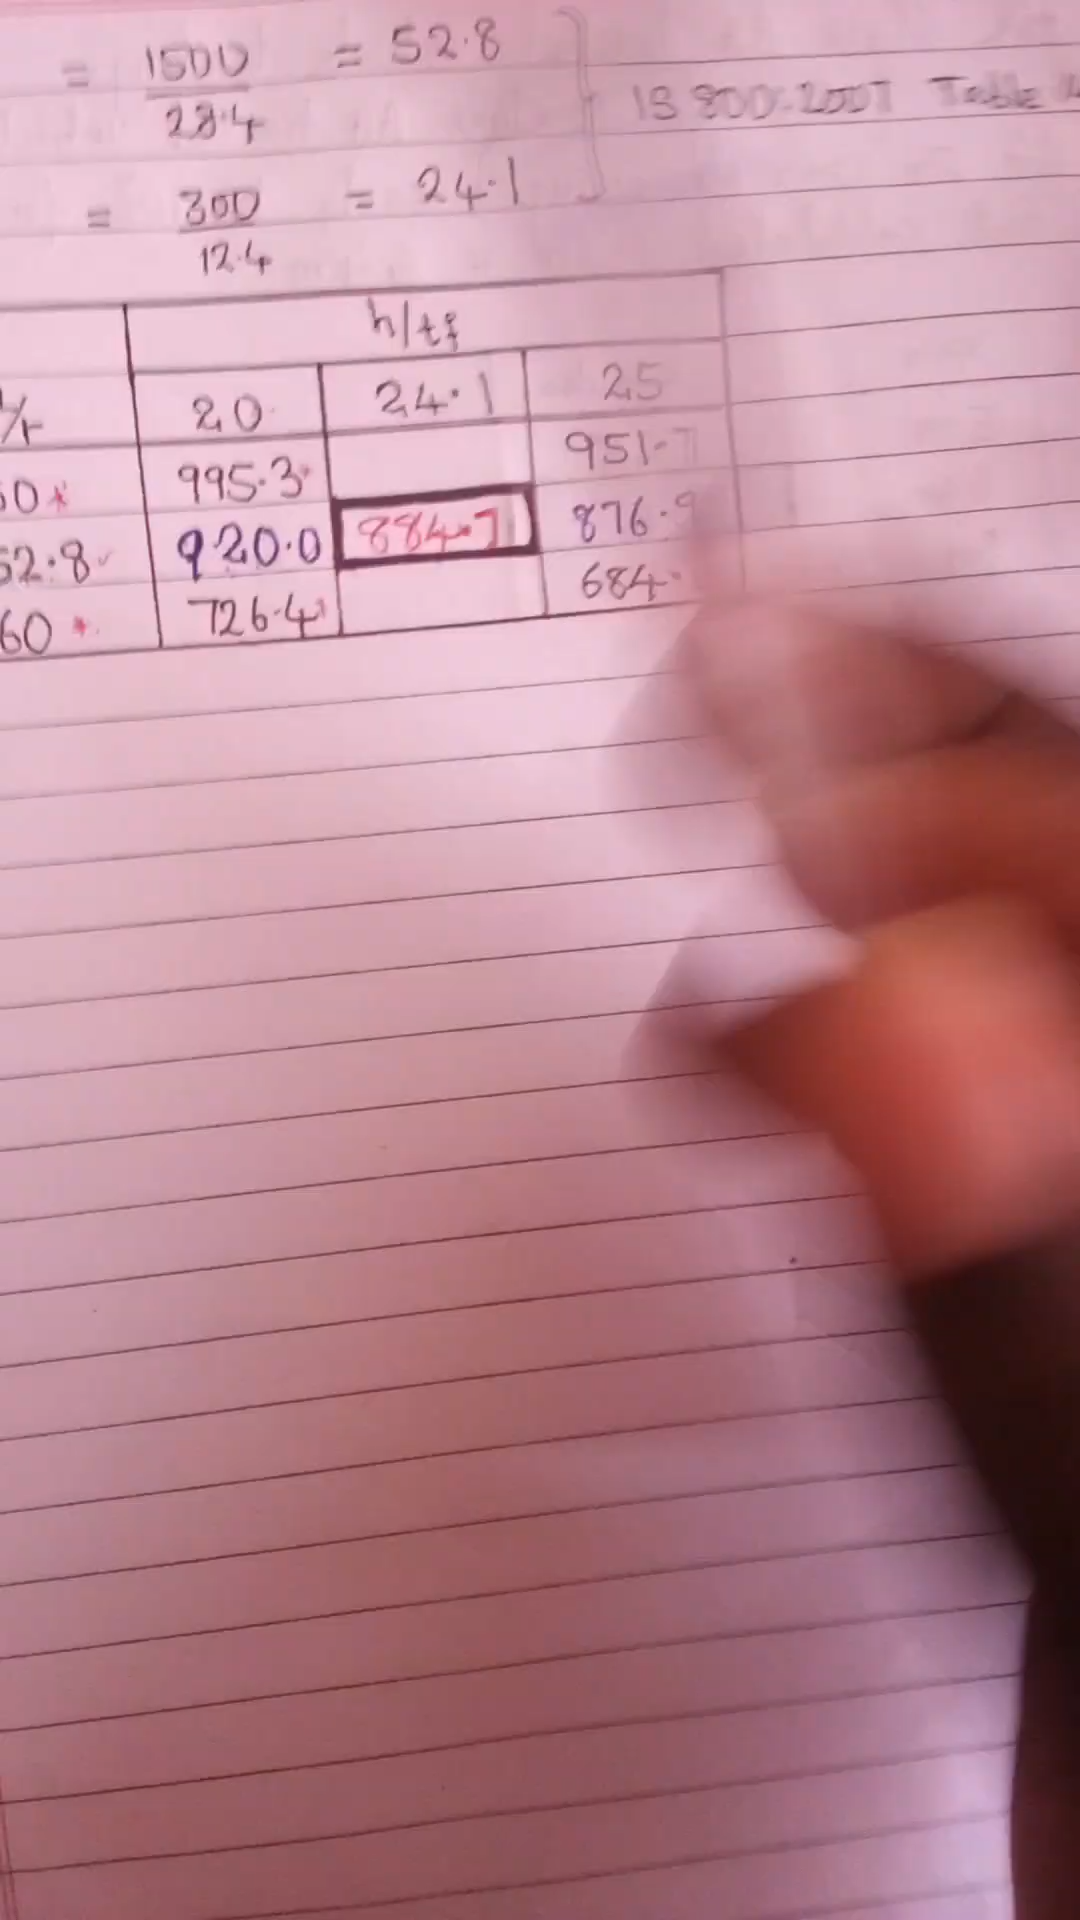 = 1500 = 52.8
28.4
IS 800-2007 Table
= 300 = 24.1
12.4
h/tf
/r 20 24.1 25
50* 995.3 951.7
52.8 920.0 884.7 876.9
60 * 726.4 684.